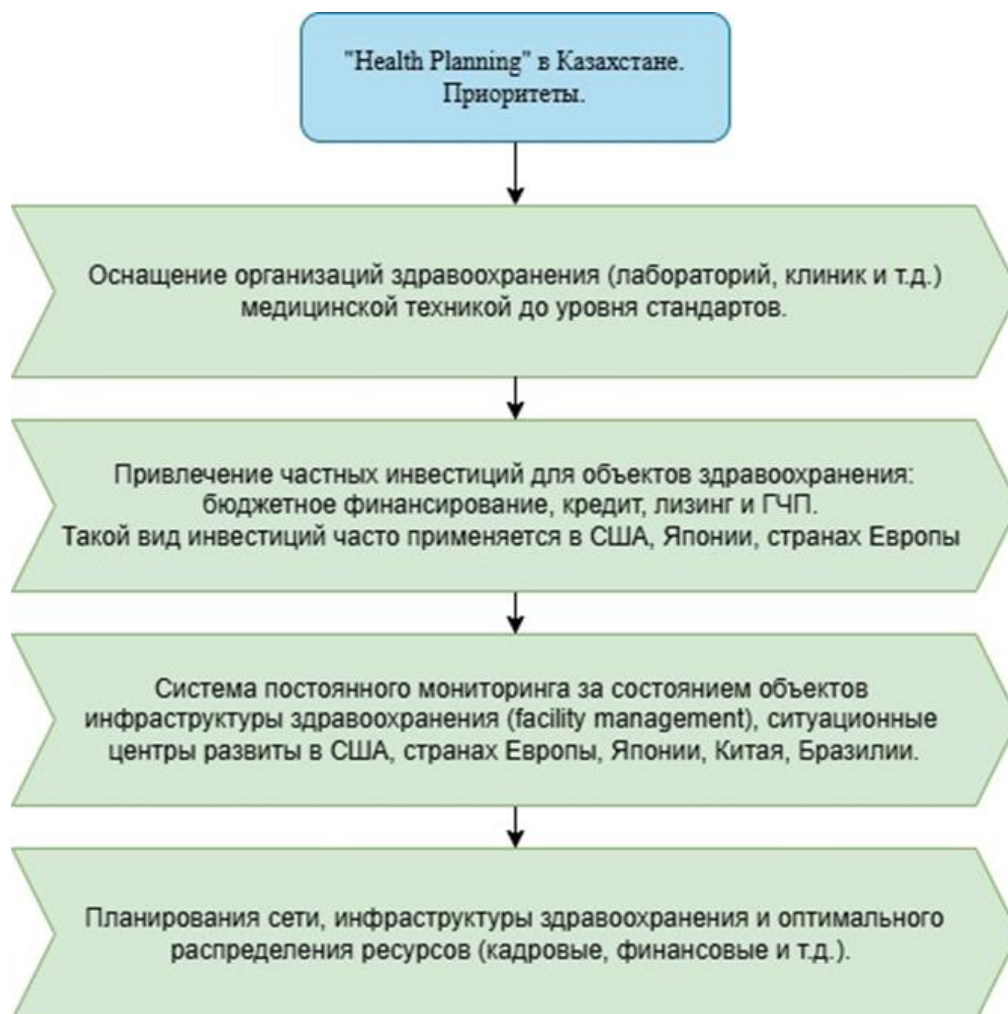 "Health Planning" в Казахстане.
Приоритеты.
Оснащение организаций здравоохранения (лабораторий, клиник и т.д.)
медицинской техникой до уровня стандартов.
Привлечение частных инвестиций для объектов здравоохранения:
бюджетное финансирование, кредит, лизинг и ГЧП.
Такой вид инвестиций часто применяется в США, Японии, странах Европы
Система постоянного мониторинга за состоянием объектов
инфраструктуры здравоохранения (facility management), ситуационные
центры развиты в США, странах Европы, Японии, Китая, Бразилии.
Планирования сети, инфраструктуры здравоохранения и оптимального
распределения ресурсов (кадровые, финансовые и т.д.).